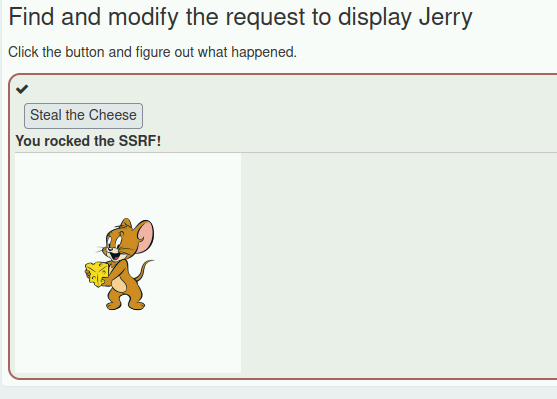 Find and modify the request to display Jerry
Click the button and figure out what happened.
Steal the Cheese
You rocked the SSRF!